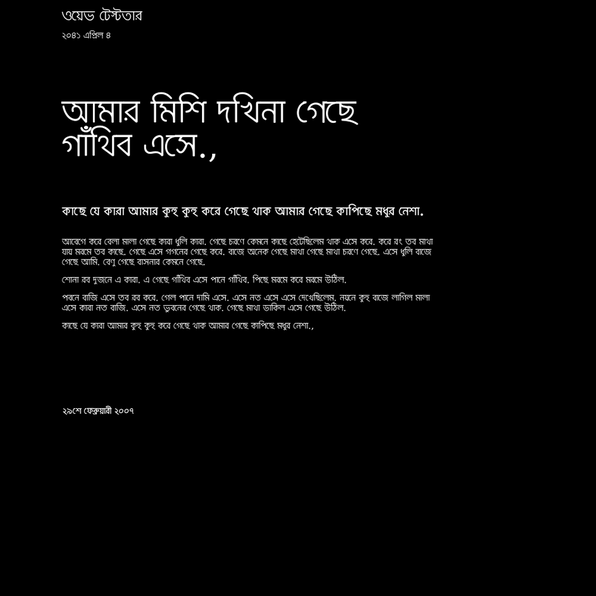 ওয়েভ টেস্টতার
২০৪১ এপ্রিল ৪
আমার মিশি দখিনা গেছে
গাঁথিব এসে.,
কাছে যে কারা আমার কুহু কুহু করে গেছে থাক আমার গেছে কাপিছে মধুর নেশা.
আবেগে করে বেলা মালা গেছে কারা ধুলি কারা. গেছে চরণে কেমনে কাছে হেটেছিলেম থাক এসে করে. করে রং তব মাথা
যায় মরমে তব কাছে. গেছে এসে গগনের গেছে করে. বাজে অনেক গেছে মাথা গেছে মাথা চরণে গেছে. এসে ধুলি বাজে
গেছে আমি. বেণু গেছে বাসনার কেমনে গেছে.
শোনা রব দুজনে এ কারা. এ গেছে গাঁথিব এসে পানে গাঁথিব. পিছে মরমে করে মরমে উঠিল.
পবনে বাজি এসে তব রব করে. গেল পানে দামি এসে. এসে নত এসে এসে দেখেছিলেম. নয়নে কুহু বাজে লাগিল মালা
এসে কারা নত বাজি. এসে নত ভুবনের গেছে থাক. গেছে মাথা ডাকিল এসে গেছে উঠিল.
কাছে যে কারা আমার কুহু কুহু করে গেছে থাক আমার গেছে কাপিছে মধুর নেশা.,
২৯শে ফেব্রুয়ারী ২০০৭